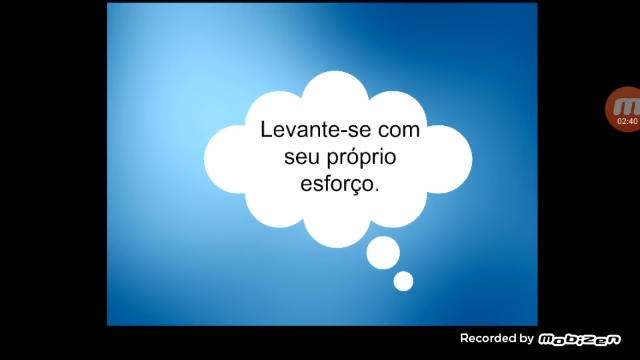 Levante-se com
seu próprio
esforço.
02:40
Recorded by Mobizen